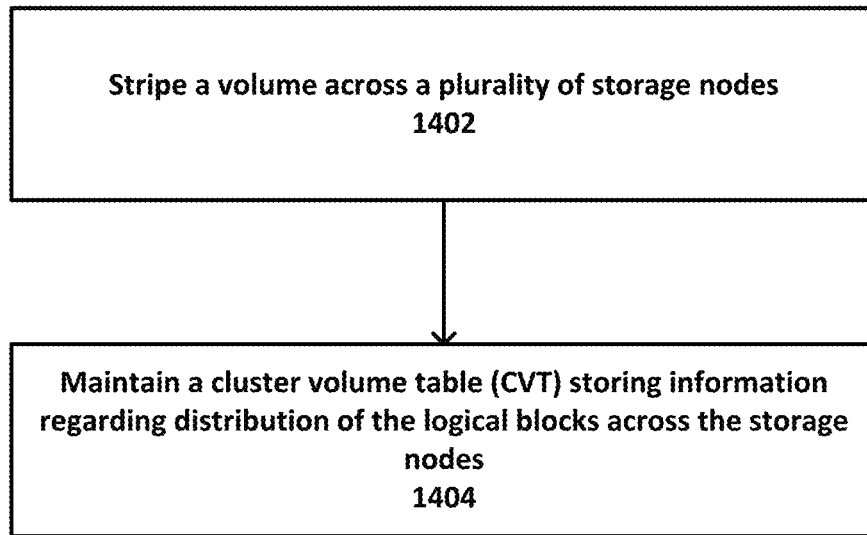 Stripe a volume across a plurality of storage nodes
1402
Maintain a cluster volume table (CVT) storing information
regarding distribution of the logical blocks across the storage
nodes
1404